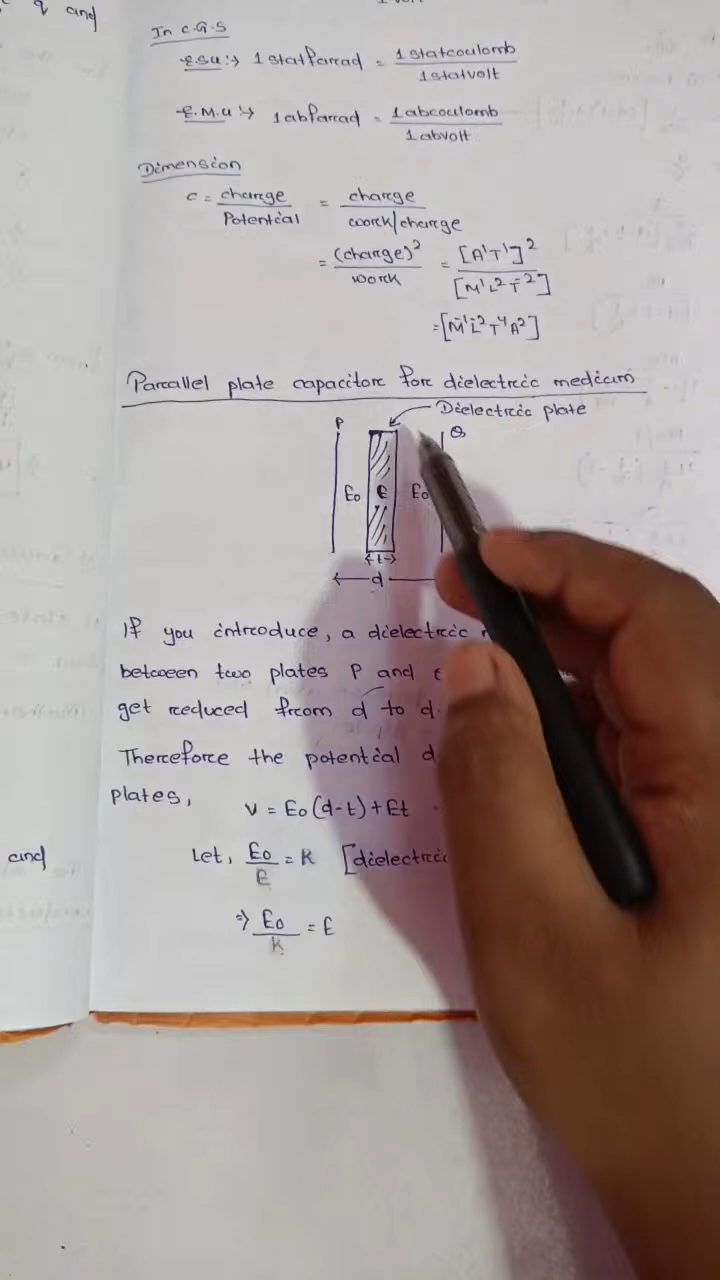 q and
In C.G.S
E.S.U :→ 1 statfarrad = 1 statcoulomb / 1 statvolt
E.M.U :→ 1 abfarrad = 1 abcoulomb / 1 abvolt
Dimension
C = charge / Potential = charge / work/charge
= (charge)² / work = [A¹T¹]² / [M¹L²T⁻²]
= [M⁻¹L⁻²T⁴A²]
Parallel plate capacitor for dielectric medium
Dielectric plate
P
Q
E₀ E E₀
t
d
If you introduce, a dielectric
between two plates P and
get reduced from d to d
Therefore the potential d
plates,
V = E₀(d-t)+Et
and
Let, E₀/E = K [dielectric
⇒ E₀/K = E